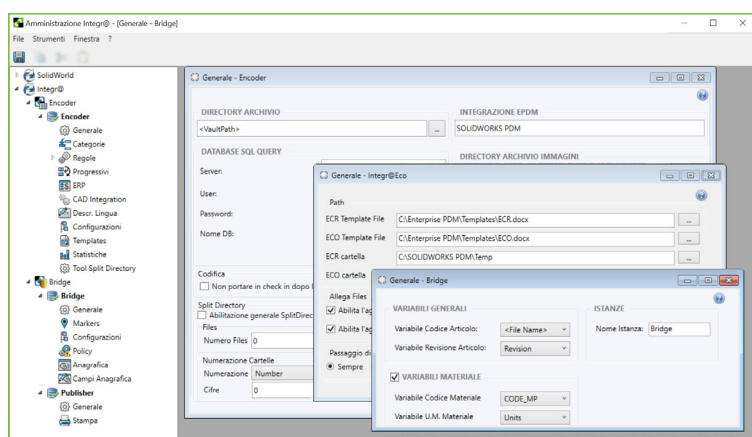 Amministrazione Integr@ - [Generale - Bridge]
File Strumenti Finestra ?
SolidWorld
Integr@
Encoder
Encoder
Generale
Categorie
Regole
Progressivi
ERP
CAD Integration
Descr. Lingua
Configurazioni
Templates
Statistiche
Tool Split Directory
Bridge
Bridge
Generale
Markers
Configurazioni
Policy
Anagrafica
Campi Anagrafica
Publisher
Generale
Stampa
Generale - Encoder
DIRECTORY ARCHIVIO
<VaultPath>
...
INTEGRAZIONE EPDM
SOLIDWORKS PDM
DATABASE SQL QUERY
DIRECTORY ARCHIVIO IMMAGINI
Server:
User:
Password:
Nome DB:
Codifica
Non portare in check in dopo
Split Directory
Abilitazione generale SplitDirec
Files
Numero Files 0
Numerazione Cartelle
Numerazione Number
Cifre 0
Generale - Integr@Eco
Path
ECR Template File C:\Enterprise PDM\Templates\ECR.docx ...
ECO Template File C:\Enterprise PDM\Templates\ECO.docx ...
ECR cartella C:\SOLIDWORKS PDM\Temp ...
ECO cartella
Allega Files
Abilita l'ag
Abilita l'ag
Passaggio di
Sempre
Generale - Bridge
VARIABILI GENERALI
Variabile Codice Articolo: <File Name>
Variabile Revisione Articolo: Revision
ISTANZE
Nome Istanza: Bridge
VARIABILI MATERIALE
Variabile Codice Materiale CODE_MP
Variabile U.M. Materiale Units